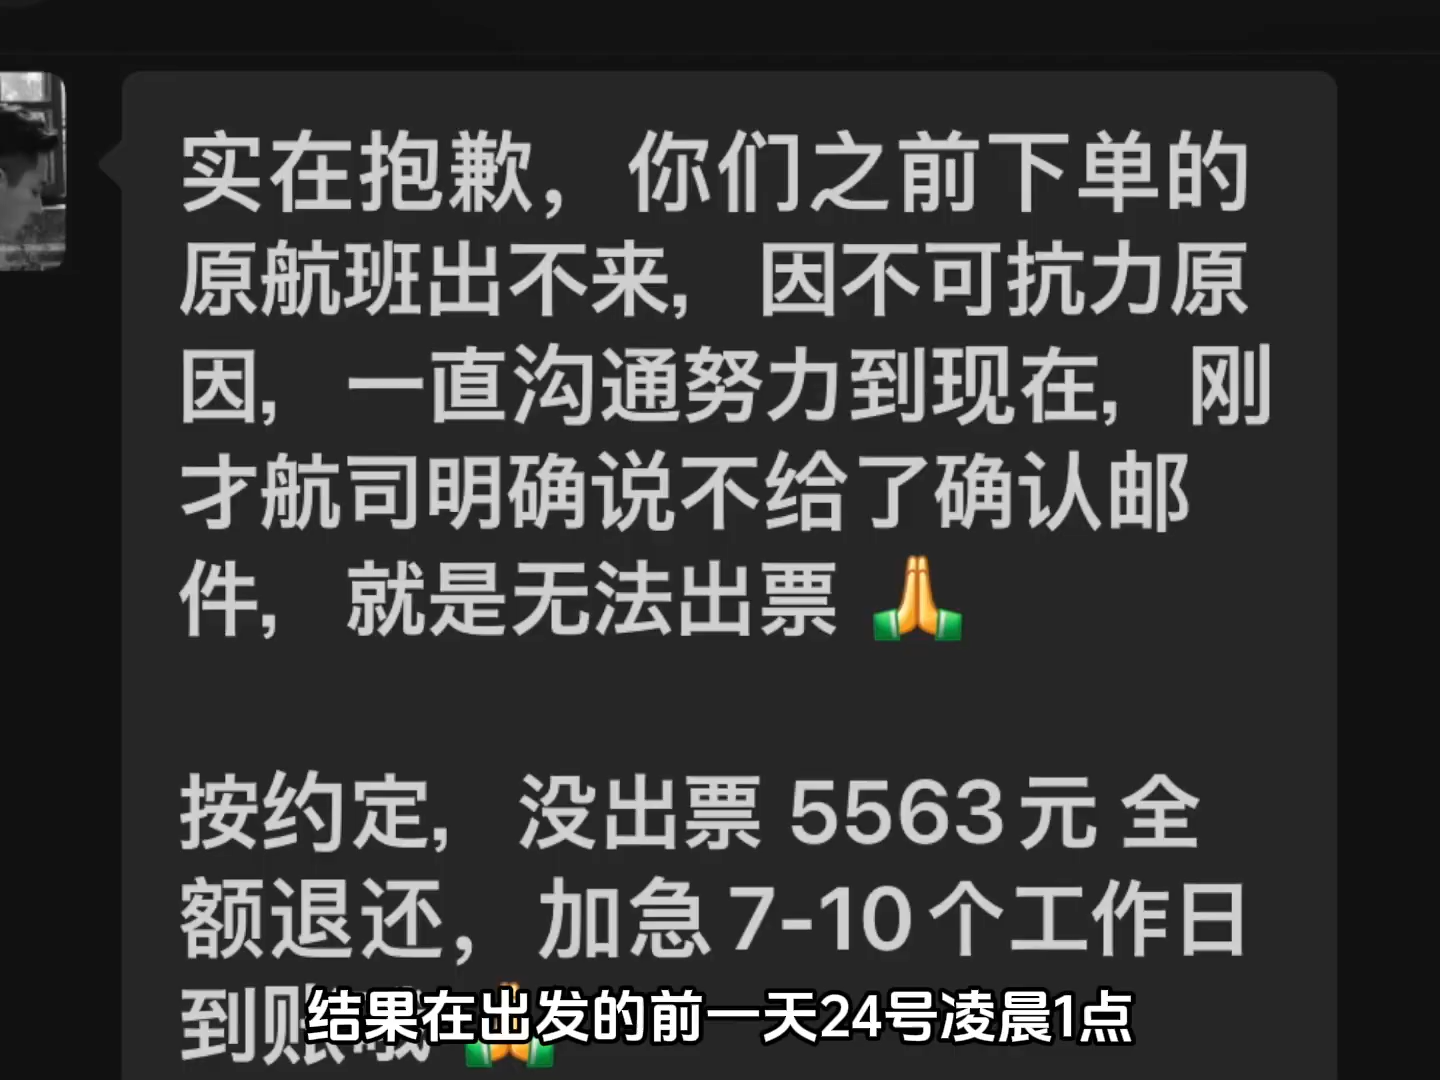 实在抱歉，你们之前下单的
原航班出不来，因不可抗力原
因，一直沟通努力到现在，刚
才航司明确说不给了确认邮
件，就是无法出票 🙏
按约定，没出票 5563元 全
额退还，加急 7-10个工作日
到账
结果在出发的前一天24号凌晨1点